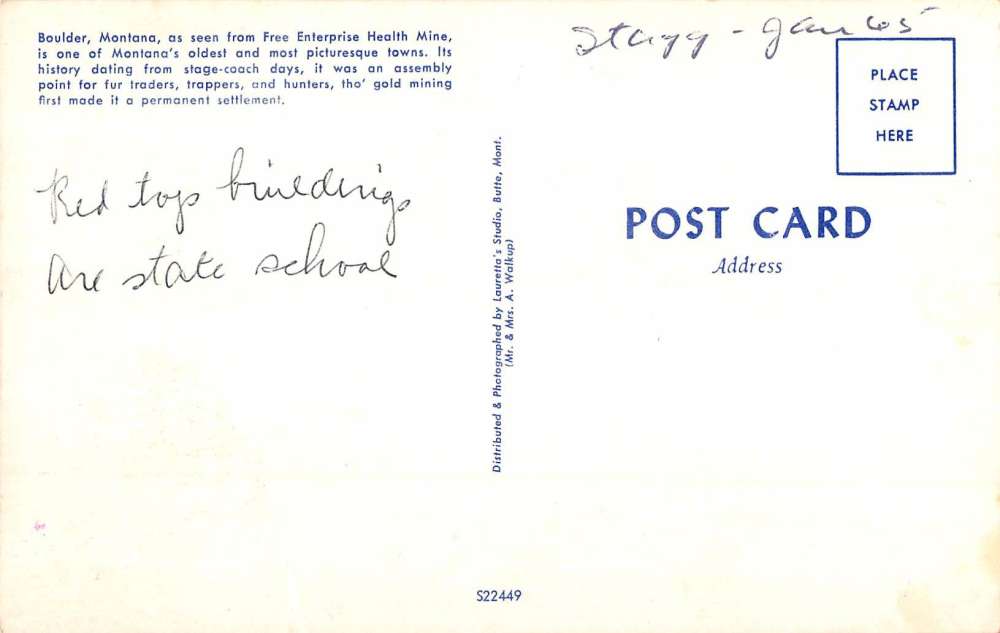 Boulder, Montana, as seen from Free Enterprise Health Mine,
is one of Montana's oldest and most picturesque towns. Its
history dating from stage-coach days, it was an assembly
point for fur traders, trappers, and hunters, tho' gold mining
first made it a permanent settlement.
Red tops buildings
Are state school
Distributed & Photographed by Lauretta's Studio, Butte, Mont.
(Mr. & Mrs. A. Walkup)
S22449
Stagg - Jan 65
PLACE
STAMP
HERE
POST CARD
Address